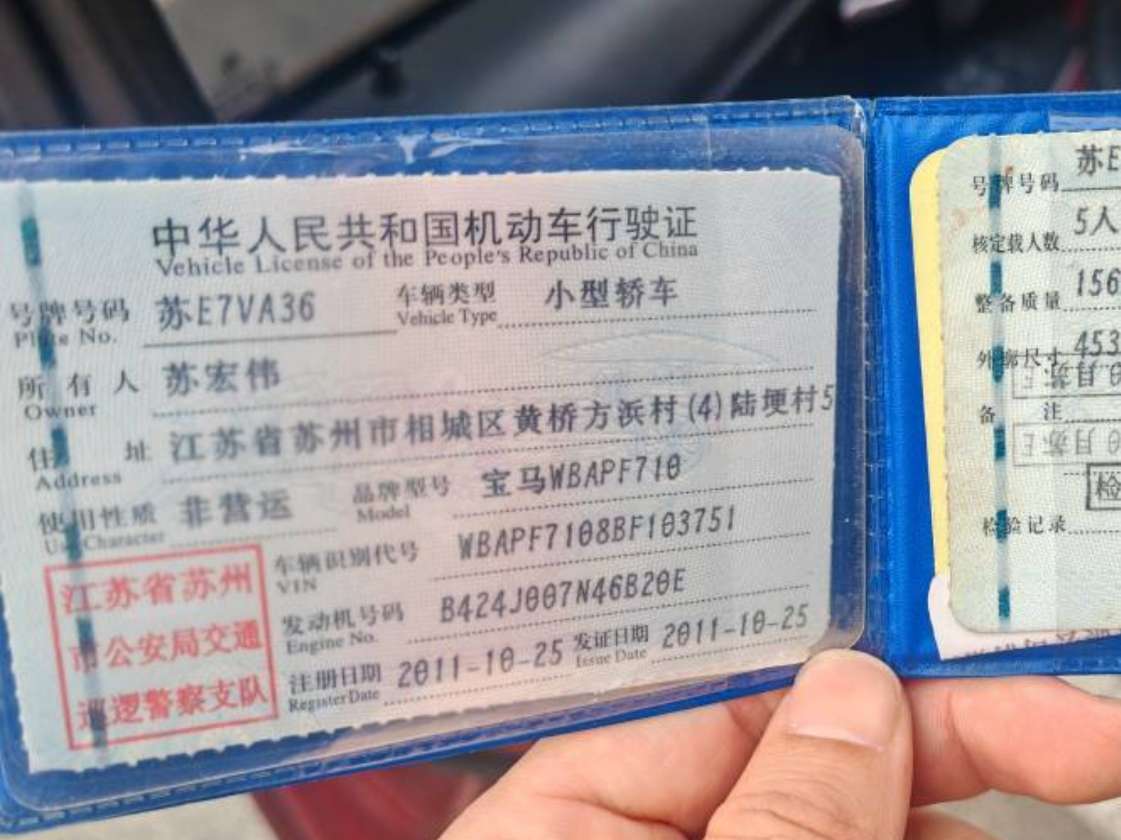 中华人民共和国机动车行驶证
Vehicle License of the People's Republic of China
号牌号码 苏E7VA36 车辆类型 小型轿车
Plate No. Vehicle Type
所有人 苏宏伟
Owner
住址 江苏省苏州市相城区黄桥方浜村(4)陆埂村5
Address
使用性质 非营运 品牌型号 宝马WBAPF710
Use Character Model
车辆识别代号 WBAPF7108BF103751
VIN
发动机号码 B424J007N46B20E
Engine No.
注册日期 2011-10-25 发证日期 2011-10-25
Register Date Issue Date
江苏省苏州
市公安局交通
巡逻警察支队
号牌号码 苏E
核定载人数 5人
整备质量 156
外廓尺寸 453
备注
检
检验记录